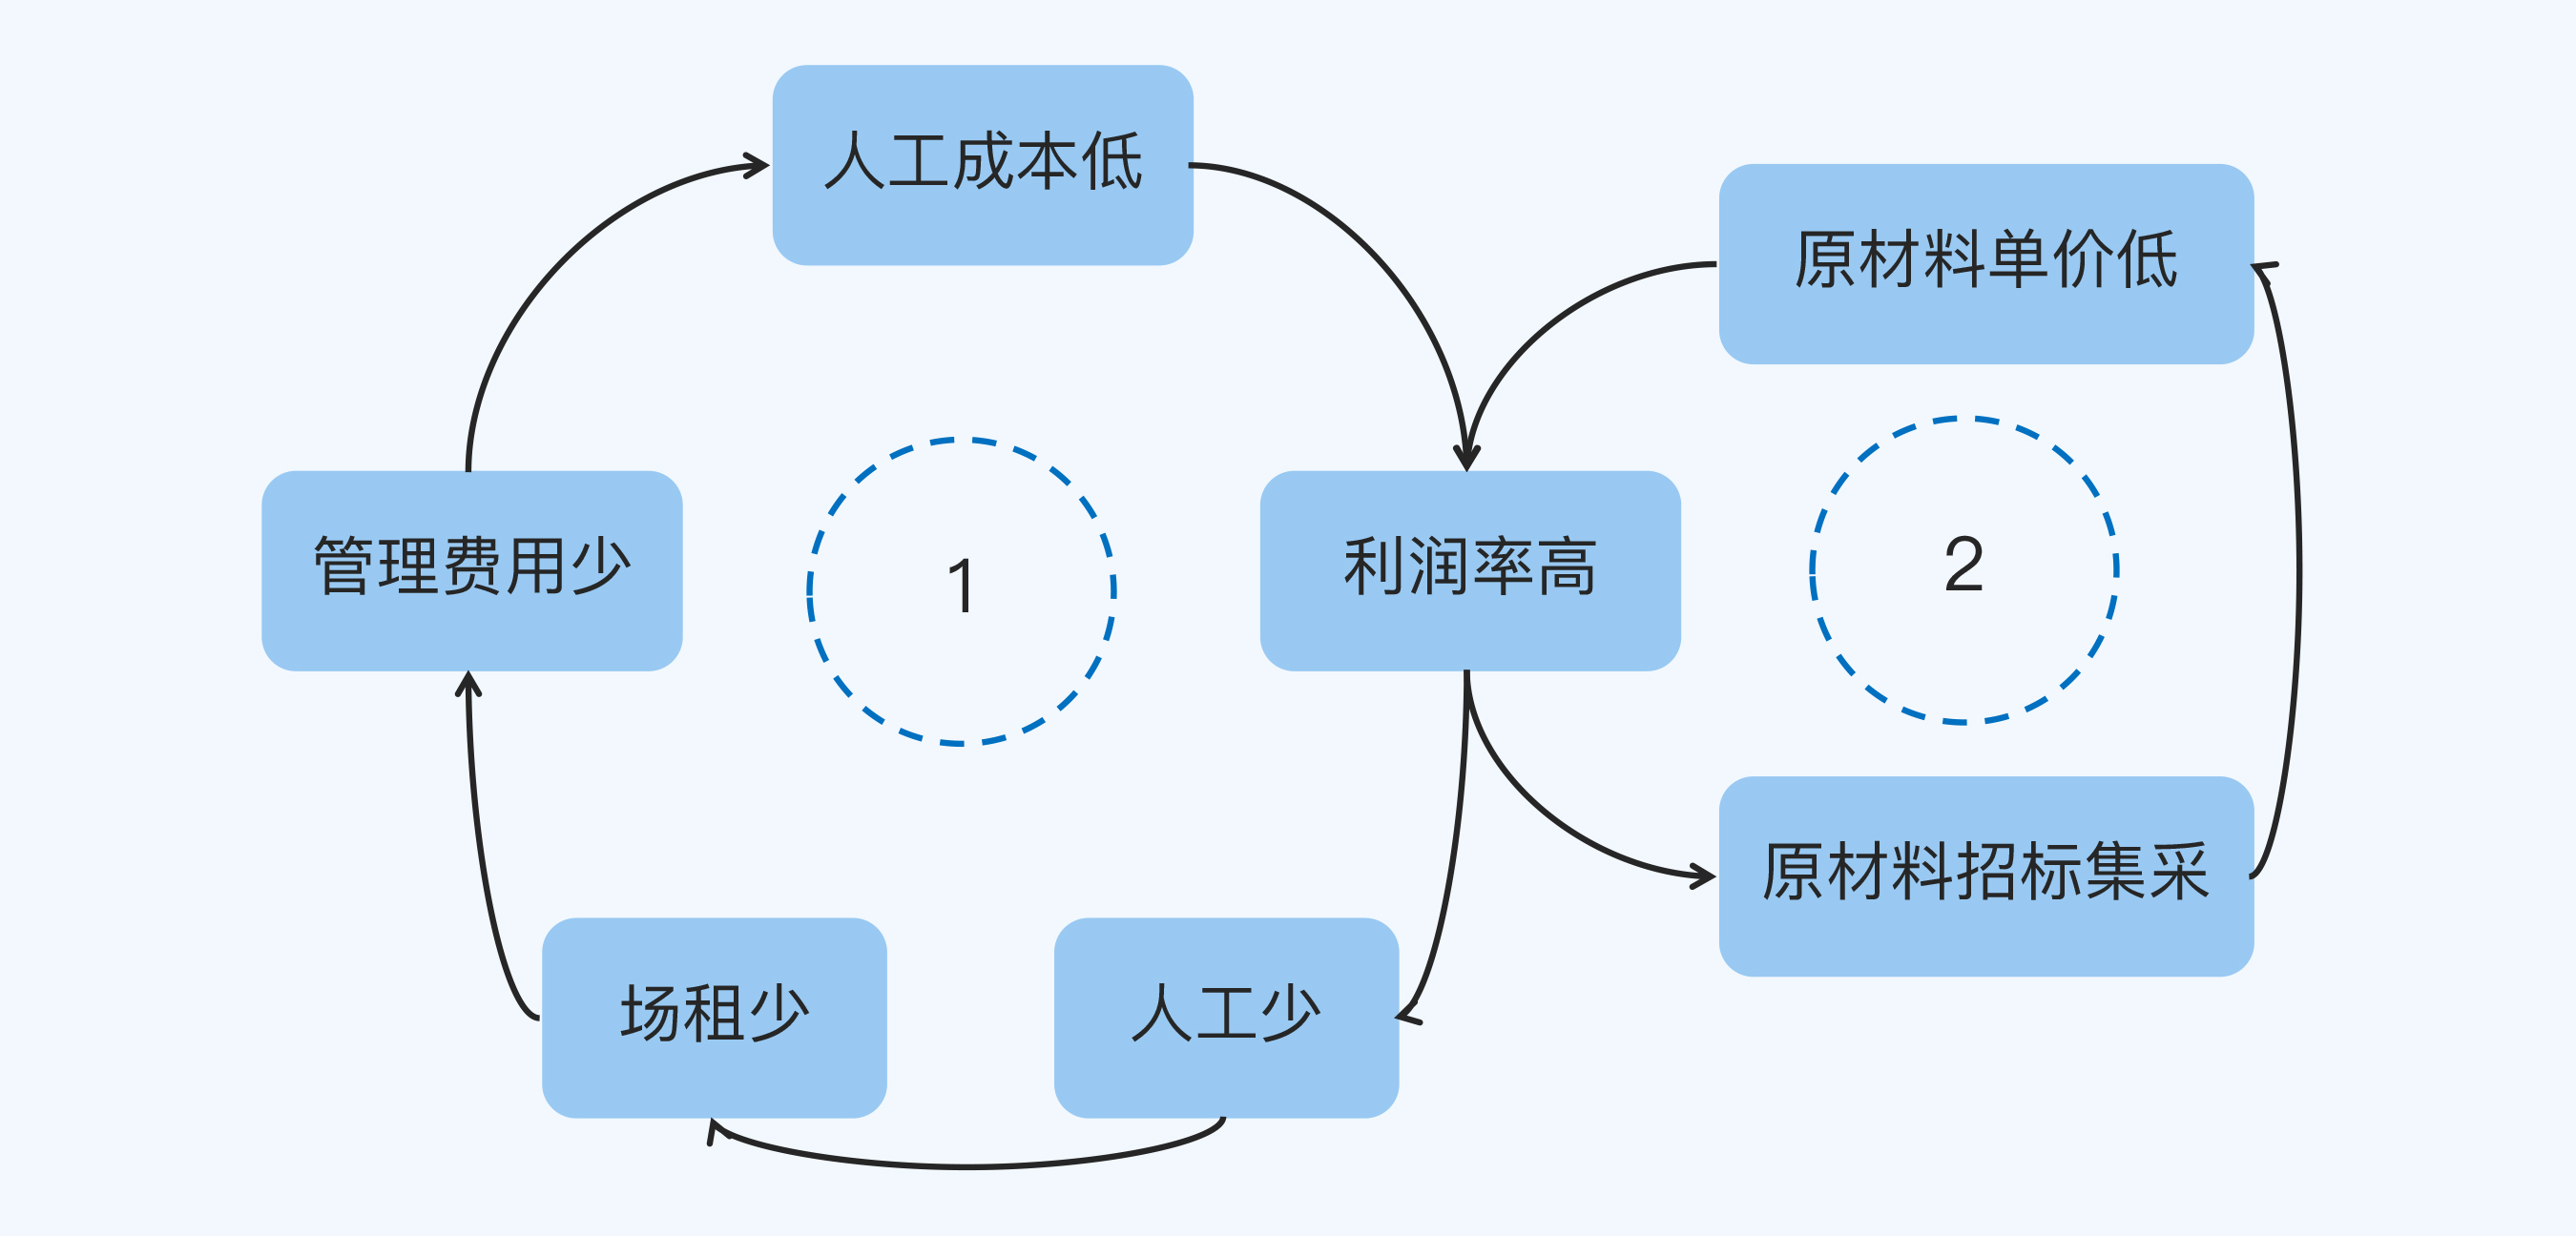 人工成本低
原材料单价低
管理费用少
1
利润率高
2
原材料招标集采
场租少
人工少